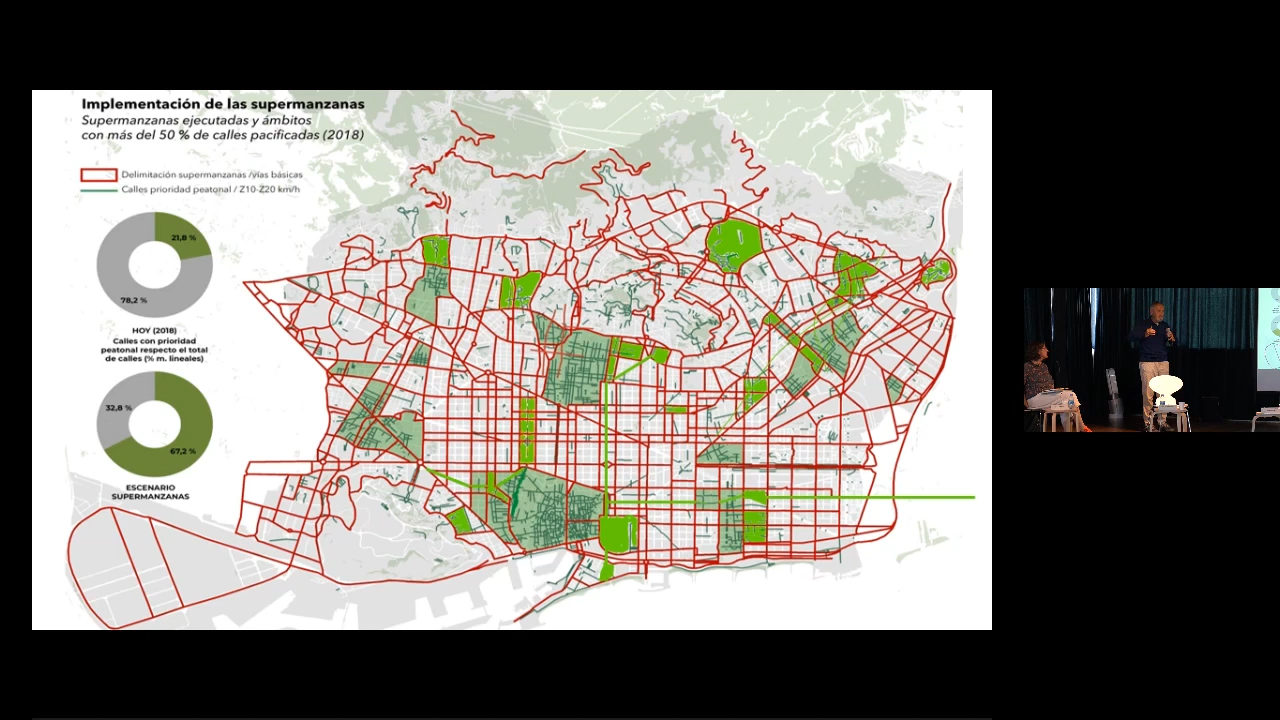 Implementación de las supermanzanas
Supermanzanas ejecutadas y ámbitos
con más del 50 % de calles pacificadas (2018)
Delimitación supermanzanas /vías básicas
Calles prioridad peatonal / Z10-Z20 km/h
21,8 %
78,2 %
HOY (2018)
Calles con prioridad
peatonal respecto el total
de calles (% m. lineales)
32,8 %
67,2 %
ESCENARIO
SUPERMANZANAS